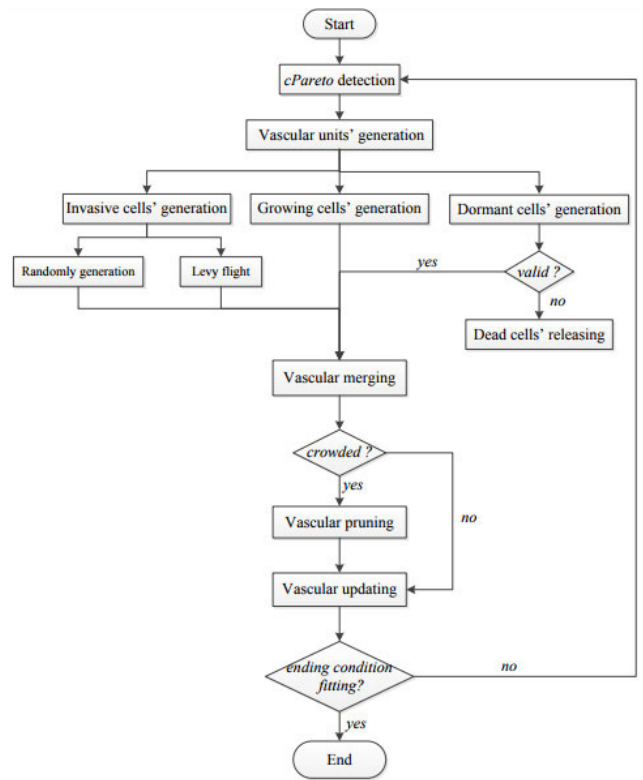 Start
cPareto detection
Vascular units' generation
Invasive cells' generation
Growing cells' generation
Dormant cells' generation
Randomly generation
Levy flight
yes
valid ?
no
Dead cells' releasing
Vascular merging
crowded ?
yes
no
Vascular pruning
Vascular updating
ending condition
fitting?
no
yes
End